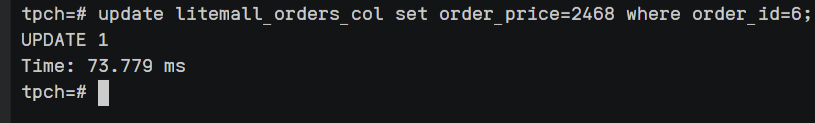 tpch=# update litemall_orders_col set order_price=2468 where order_id=6;
UPDATE 1
Time: 73.779 ms
tpch=#